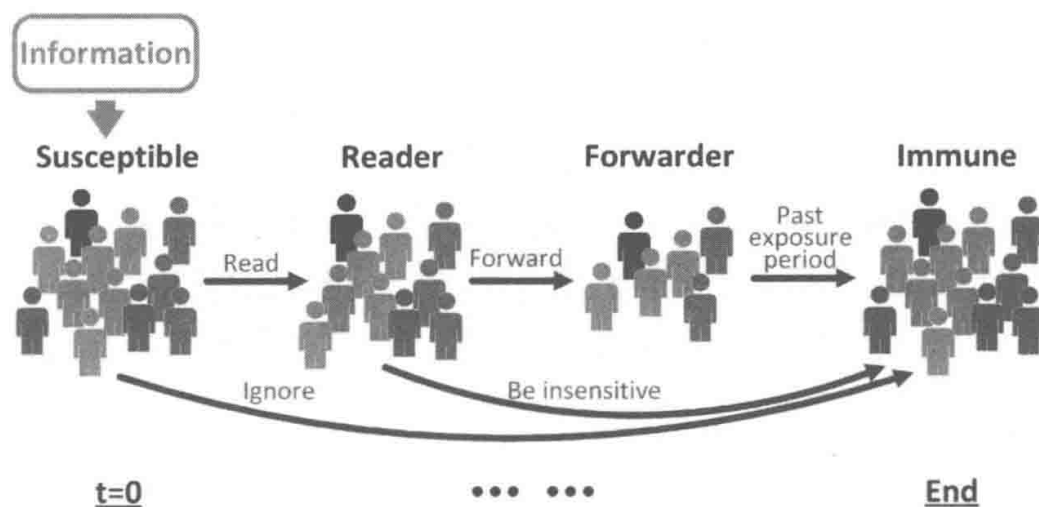 Information
Susceptible
Reader
Forwarder
Immune
Read
Forward
Past
exposure
period
Ignore
Be insensitive
t=0
... ...
End